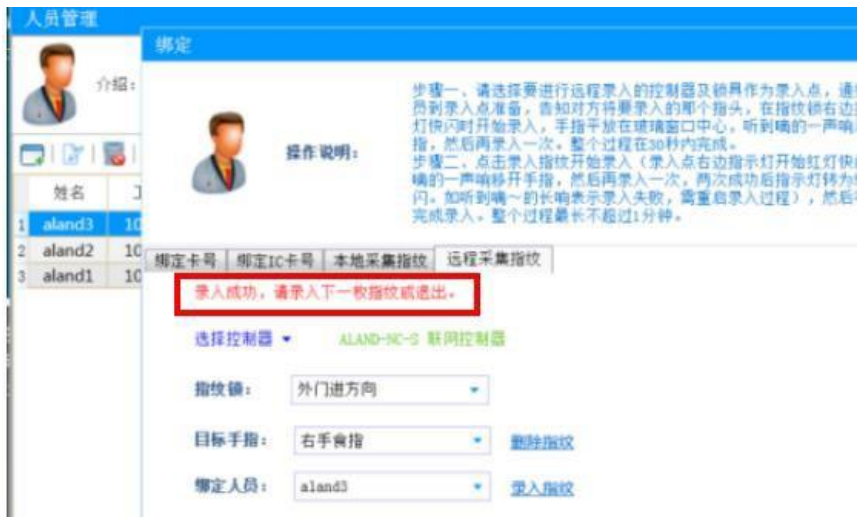 人员管理
绑定
介绍:
操作说明:
步骤一、请选择要进行远程录入的控制器及锁具作为录入点，通
员到录入点准备，告知对方将要录入的那个指头，在指纹锁右边
灯快闪时开始录入，手指平放在玻璃窗口中心，听到嘀的一声响
指，然后再录入一次。整个过程在30秒内完成。
步骤二、点击录入指纹开始录入（录入点右边指示灯开始红灯快
嘀的一声响移开手指，然后再录入一次，两次成功后指示灯转为
闪。如听到嘀~的长响表示录入失败，需重启录入过程），然后
完成录入。整个过程最长不超过1分钟。
姓名
1 aland3 10
2 aland2 10
3 aland1 10
绑定卡号 绑定IC卡号 本地采集指纹 远程采集指纹
录入成功，请录入下一枚指纹或退出。
选择控制器 ALAND-NC-S 联网控制器
指纹锁: 外门进方向
目标手指: 右手食指 删除指纹
绑定人员: aland3 录入指纹